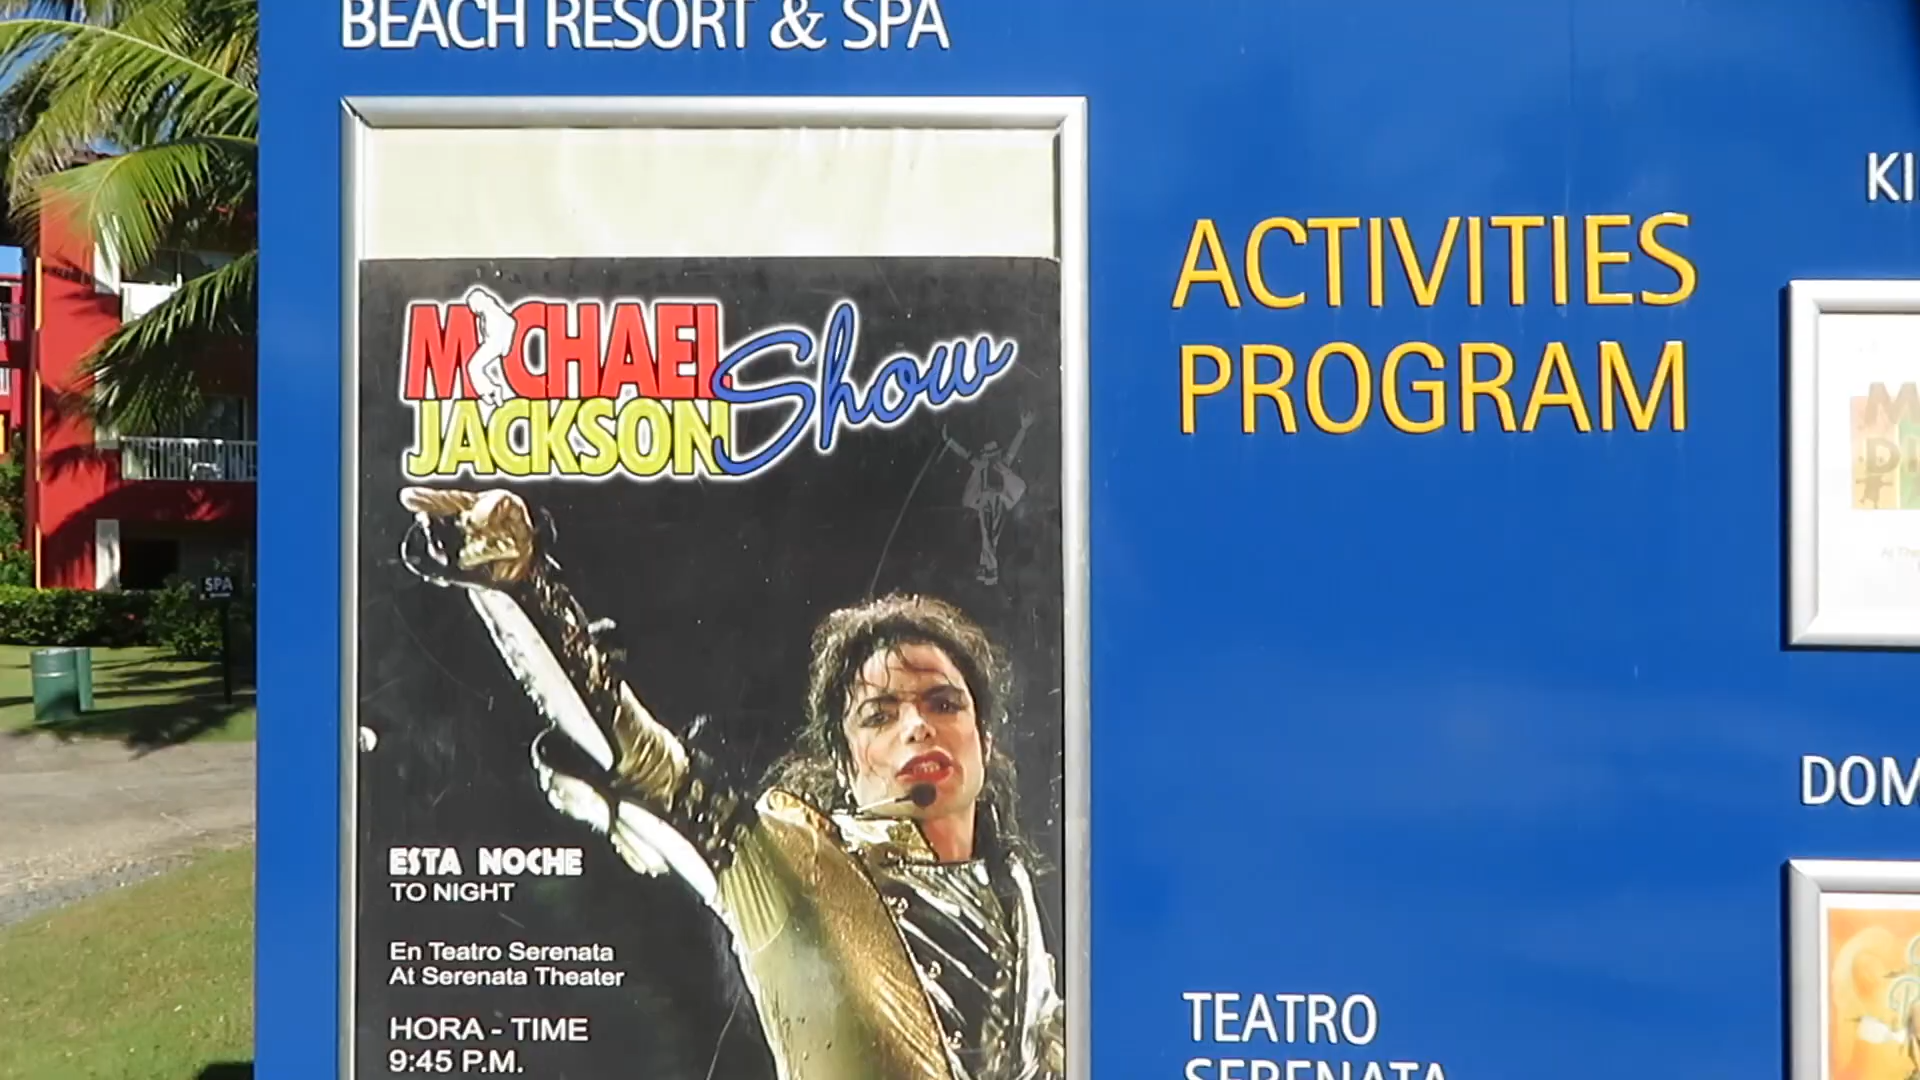 BEACH RESORT & SPA
MICHAEL
JACKSON Show
ESTA NOCHE
TO NIGHT
En Teatro Serenata
At Serenata Theater
HORA - TIME
9:45 P.M.
ACTIVITIES
PROGRAM
TEATRO
SERENATA
SPA